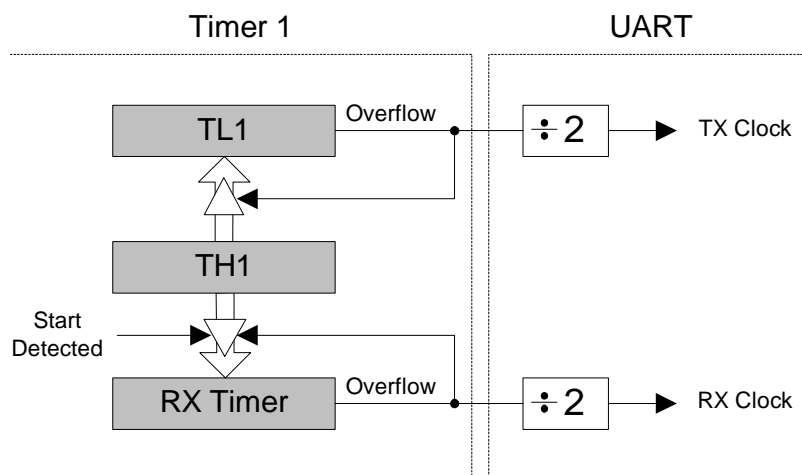 Timer 1
UART
TL1
Overflow
÷2
TX Clock
TH1
Start
Detected
RX Timer
Overflow
÷2
RX Clock